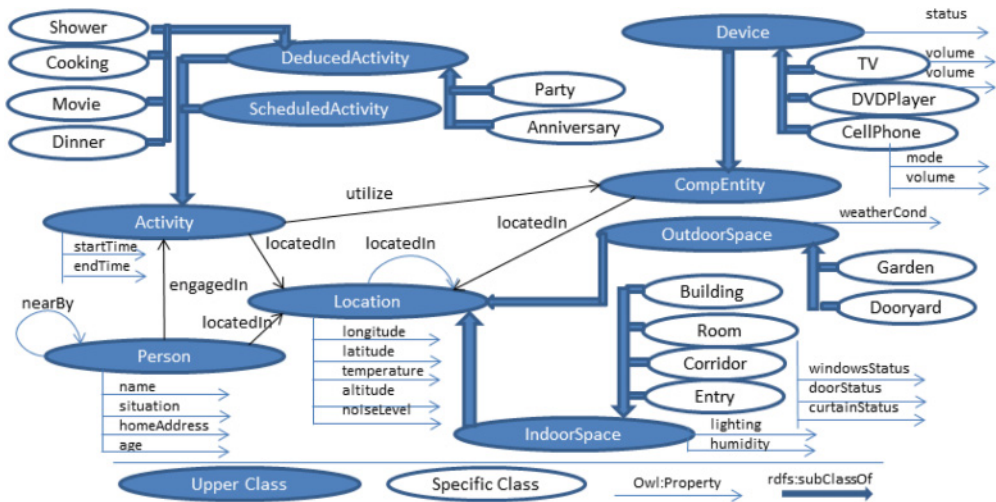 Shower
Cooking
Movie
Dinner
DeducedActivity
ScheduledActivity
Party
Anniversary
Device
status
TV
volume
volume
DVDPlayer
CellPhone
mode
volume
CompEntity
utilize
Activity
startTime
endTime
locatedIn
locatedIn
locatedIn
weatherCond
OutdoorSpace
Garden
Dooryard
engagedIn
nearBy
locatedIn
Location
longitude
latitude
temperature
altitude
noiseLevel
Person
name
situation
homeAddress
age
Building
Room
Corridor
Entry
windowsStatus
doorStatus
curtainStatus
IndoorSpace
lighting
humidity
Upper Class
Specific Class
Owl:Property
rdfs:subClassOf